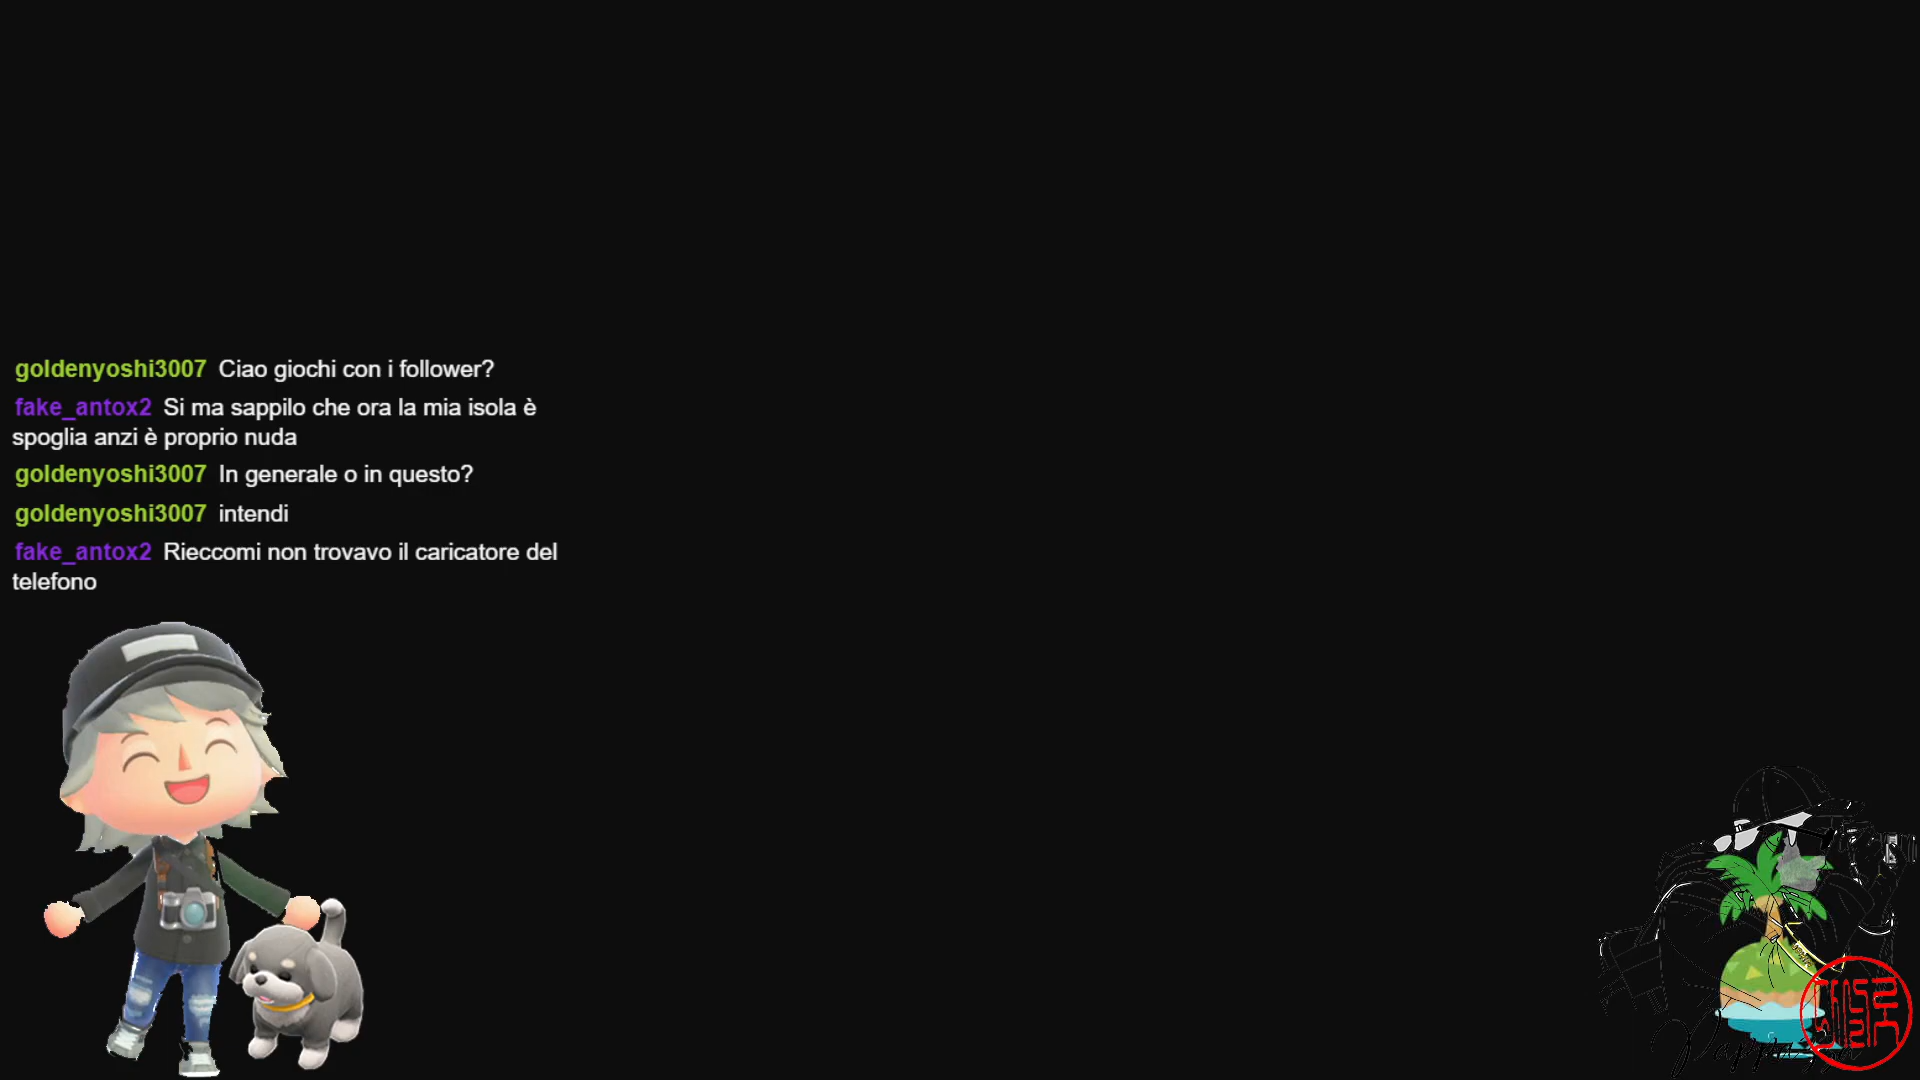 goldenyoshi3007 Ciao giochi con i follower?
fake_antox2 Si ma sappilo che ora la mia isola è
spoglia anzi è proprio nuda
goldenyoshi3007 In generale o in questo?
goldenyoshi3007 intendi
fake_antox2 Rieccomi non trovavo il caricatore del
telefono